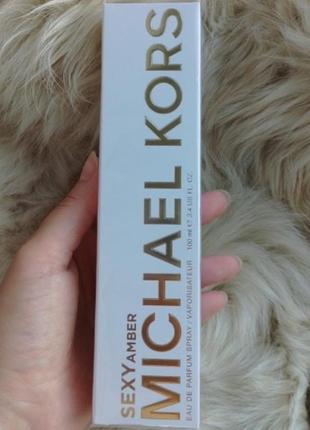 SEXY AMBER
MICHAEL KORS
EAU DE PARFUM SPRAY / VAPORISATEUR 100 ml ℮ 3.4 US FL. OZ.